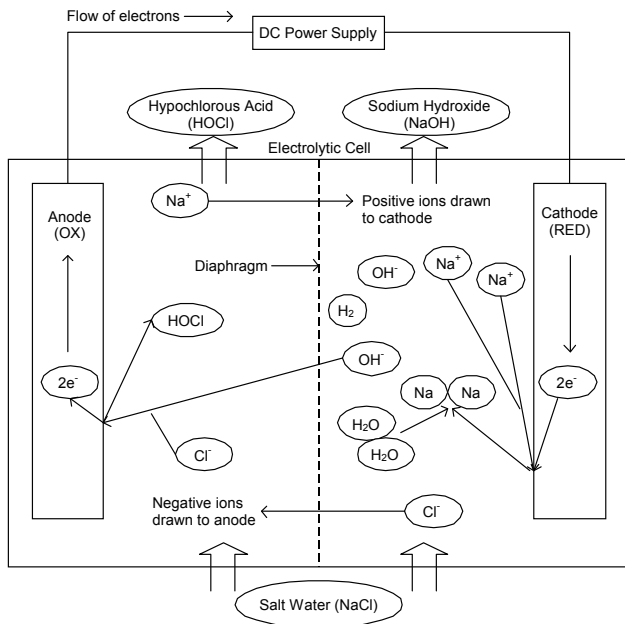 Flow of electrons
DC Power Supply
Hypochlorous Acid
(HOCl)
Sodium Hydroxide
(NaOH)
Electrolytic Cell
Na⁺
Positive ions drawn
to cathode
Anode
(OX)
Cathode
(RED)
Diaphragm
OH⁻
Na⁺
Na⁺
H₂
HOCl
OH⁻
2e⁻
Na
Na
2e⁻
H₂O
H₂O
Cl⁻
Negative ions
drawn to anode
Cl⁻
Salt Water (NaCl)